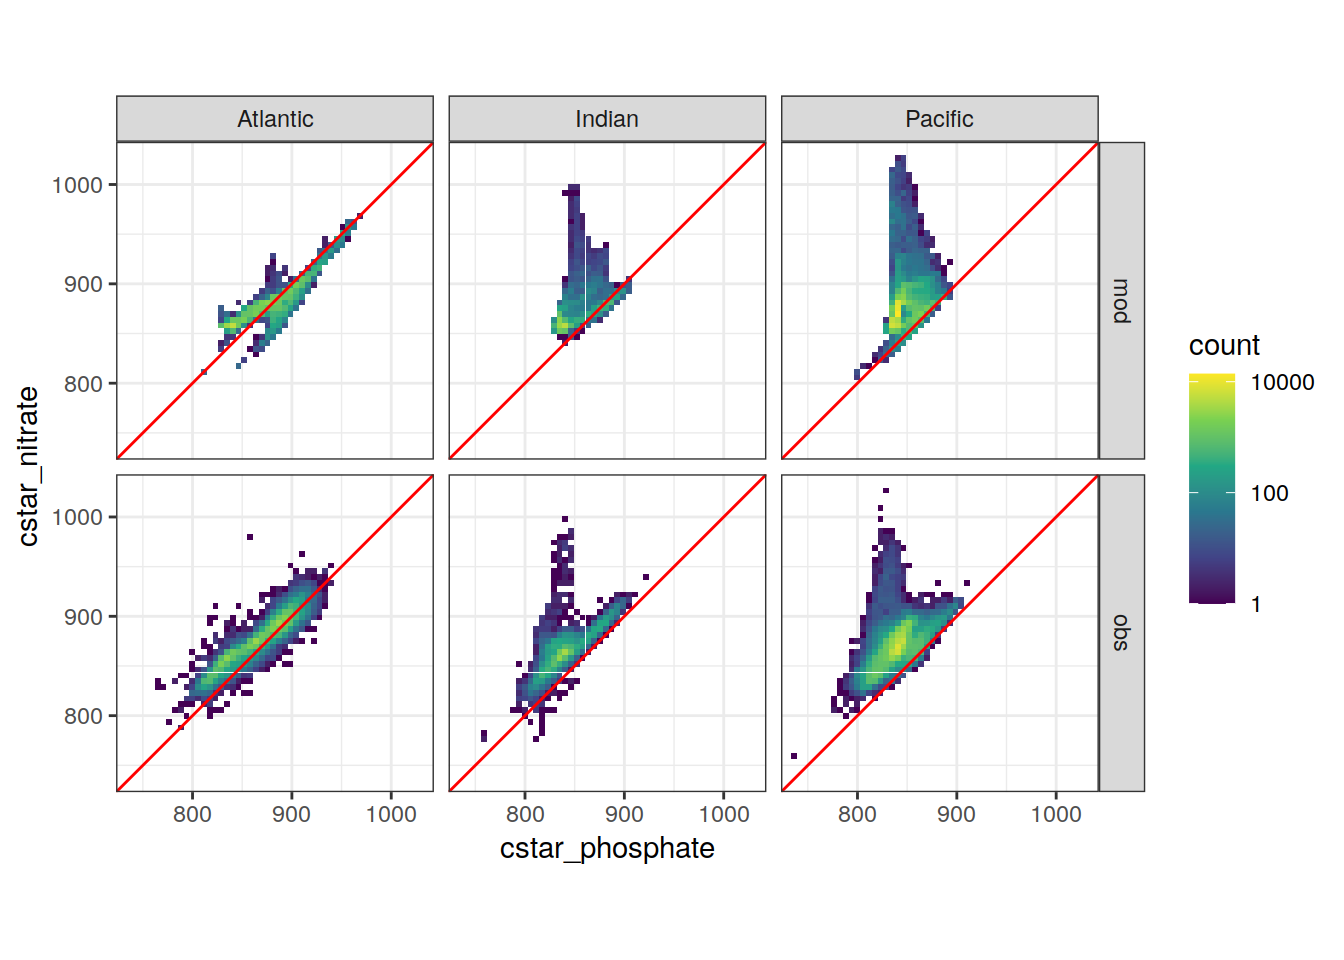 Atlantic Indian Pacific
1000
900
800
mod
1000
900
800
obs
800 900 1000 800 900 1000 800 900 1000
cstar_phosphate
cstar_nitrate
count
10000
100
1